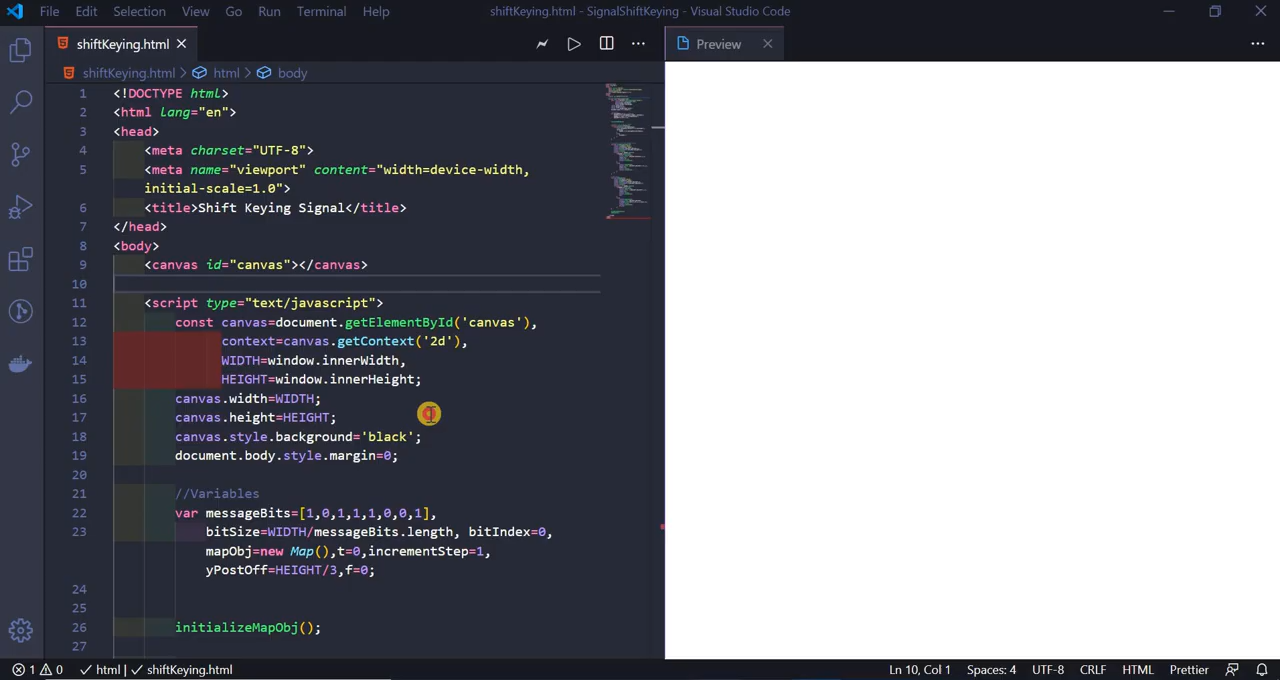 File Edit Selection View Go Run Terminal Help shiftKeying.html - SignalShiftKeying - Visual Studio Code
shiftKeying.html Preview
shiftKeying.html html body
1 <!DOCTYPE html>
2 <html lang="en">
3 <head>
4 <meta charset="UTF-8">
5 <meta name="viewport" content="width=device-width,
initial-scale=1.0">
6 <title>Shift Keying Signal</title>
7 </head>
8 <body>
9 <canvas id="canvas"></canvas>
10
11 <script type="text/javascript">
12 const canvas=document.getElementById('canvas'),
13 context=canvas.getContext('2d'),
14 WIDTH=window.innerWidth,
15 HEIGHT=window.innerHeight;
16 canvas.width=WIDTH;
17 canvas.height=HEIGHT;
18 canvas.style.background='black';
19 document.body.style.margin=0;
20
21 //Variables
22 var messageBits=[1,0,1,1,1,0,0,1],
23 bitSize=WIDTH/messageBits.length, bitIndex=0,
mapObj=new Map(),t=0,incrementStep=1,
yPostOff=HEIGHT/3,f=0;
24
25
26 initializeMapObj();
27
1 0 html | shiftKeying.html Ln 10, Col 1 Spaces: 4 UTF-8 CRLF HTML Prettier